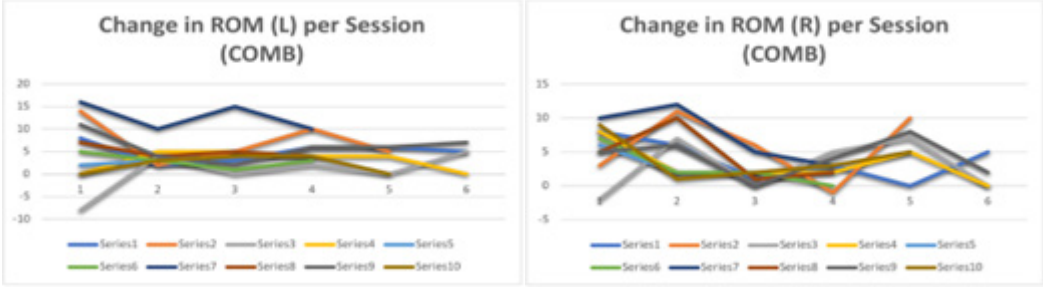 Change in ROM (L) per Session
(COMB)
20
15
10
5
0
-5
-10
1 2 3 4 5 6
Series1 Series2 Series3 Series4 Series5
Series6 Series7 Series8 Series9 Series10
Change in ROM (R) per Session
(COMB)
15
10
5
0
-5
1 2 3 4 5 6
Series1 Series2 Series3 Series4 Series5
Series6 Series7 Series8 Series9 Series10